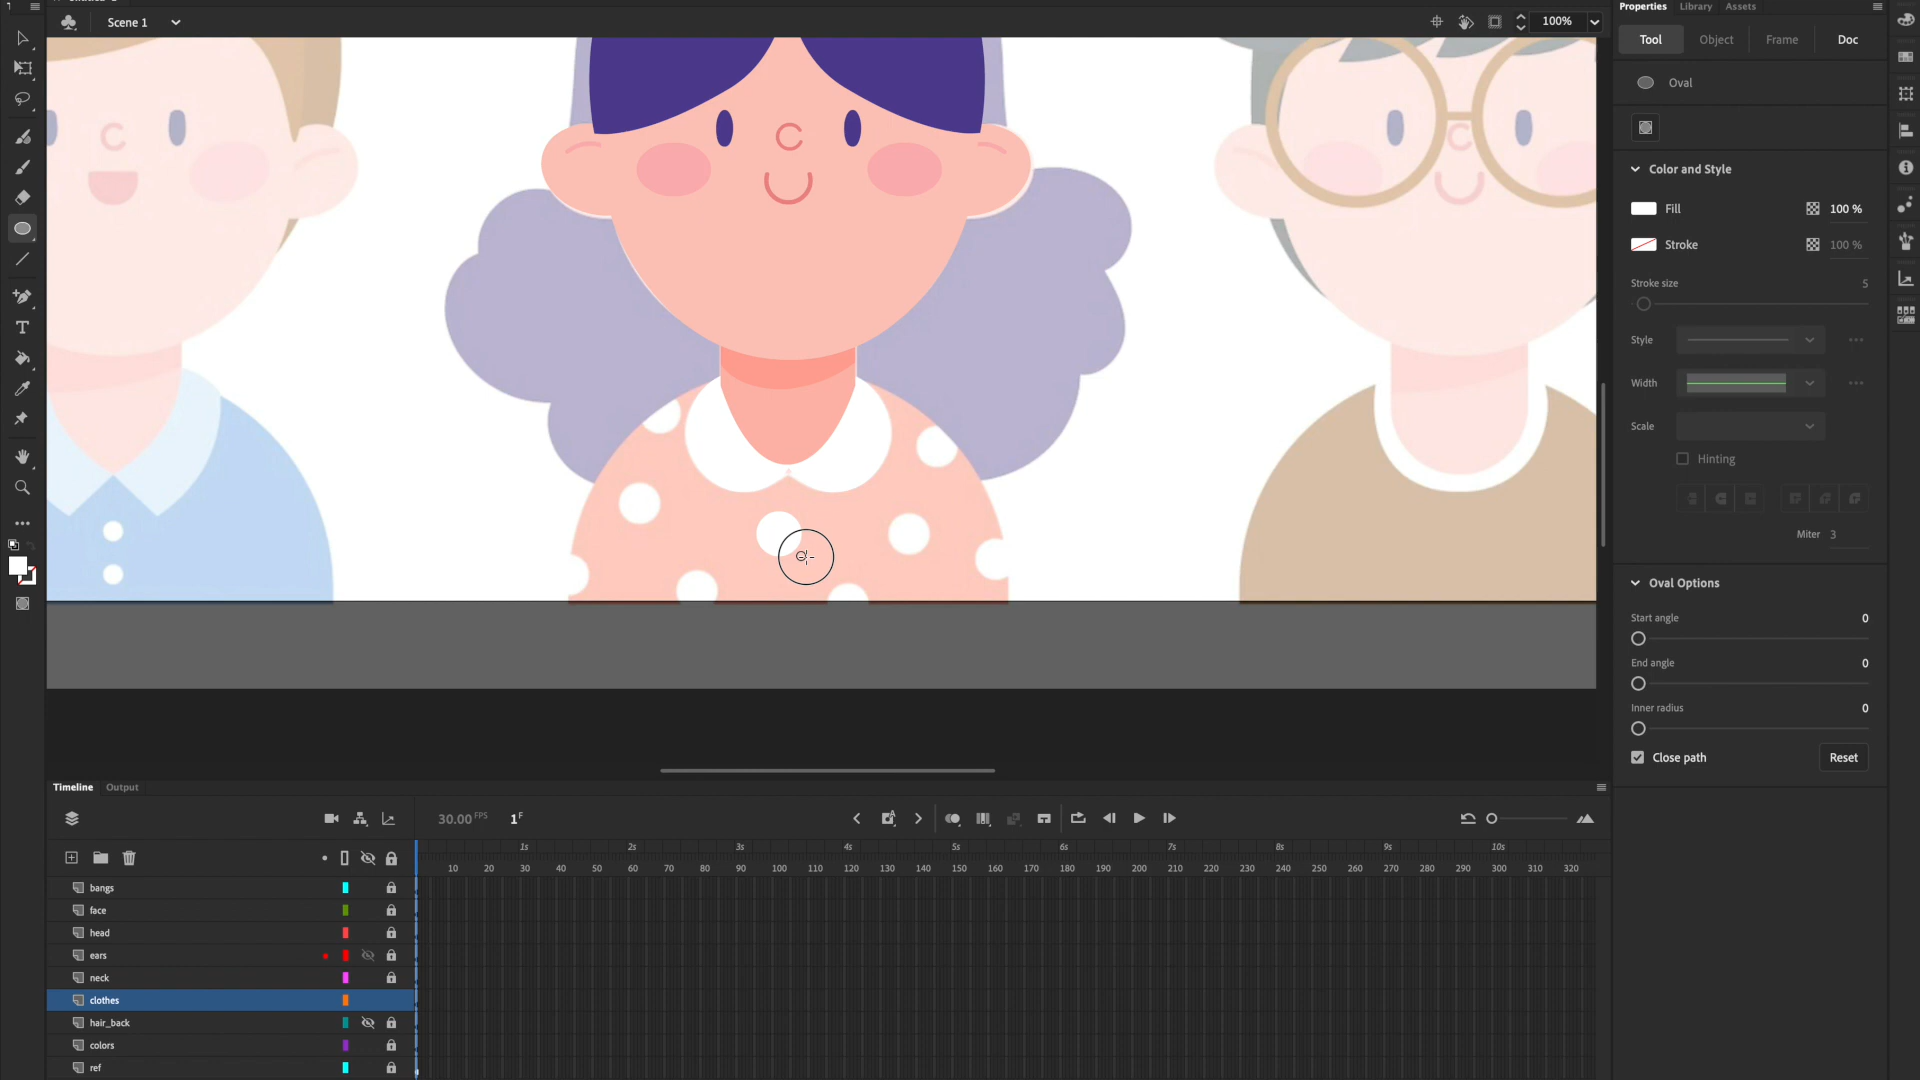 Scene 1
100%
Properties
Library
Assets
Tool
Object
Frame
Doc
Oval
Color and Style
Fill
100 %
Stroke
100 %
Stroke size
5
Style
Width
Scale
Hinting
Miter 3
Oval Options
Start angle
0
End angle
0
Inner radius
0
Close path
Reset
Timeline
Output
30.00 FPS
1 F
1s 2s 3s 4s 5s 6s 7s 8s 9s 10s
10 20 30 40 50 60 70 80 90 100 110 120 130 140 150 160 170 180 190 200 210 220 230 240 250 260 270 280 290 300 310 320
bangs
face
head
ears
neck
clothes
hair_back
colors
ref